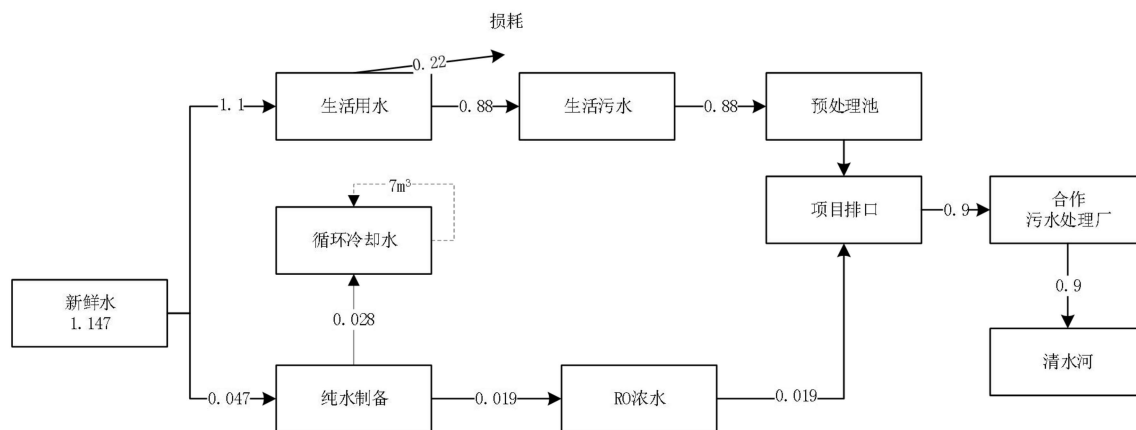 损耗
0.22
1.1
生活用水
0.88
生活污水
0.88
预处理池
7m³
循环冷却水
项目排口
0.9
合作
污水处理厂
新鲜水
1.147
0.028
0.9
清水河
0.047
纯水制备
0.019
RO浓水
0.019